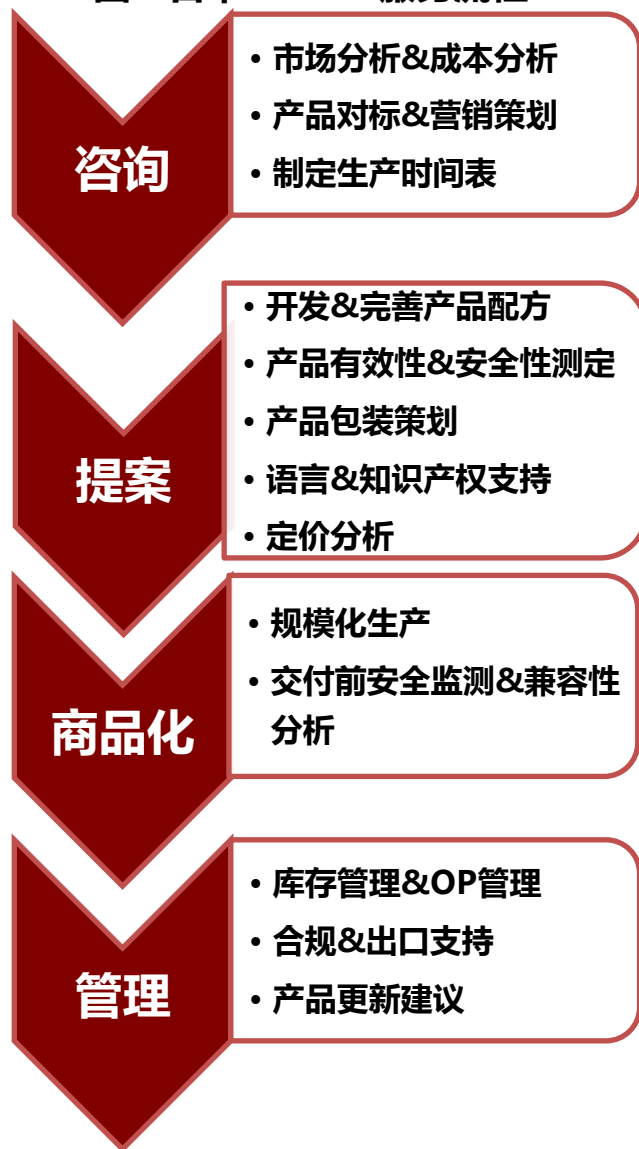 服务流程
咨询
• 市场分析&成本分析
• 产品对标&营销策划
• 制定生产时间表
提案
• 开发&完善产品配方
• 产品有效性&安全性测定
• 产品包装策划
• 语言&知识产权支持
• 定价分析
商品化
• 规模化生产
• 交付前安全监测&兼容性
分析
管理
• 库存管理&OP管理
• 合规&出口支持
• 产品更新建议